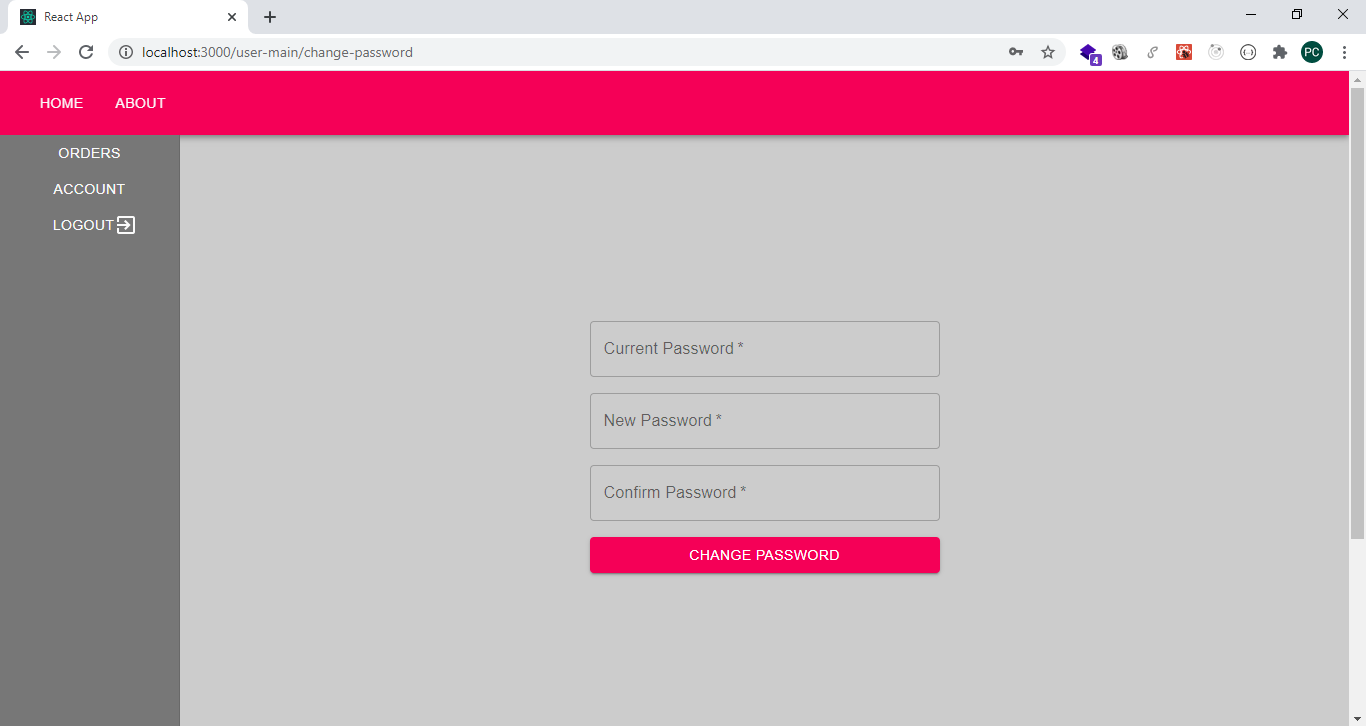 React App
localhost:3000/user-main/change-password
4
PC
HOME ABOUT
ORDERS
ACCOUNT
LOGOUT
Current Password *
New Password *
Confirm Password *
CHANGE PASSWORD